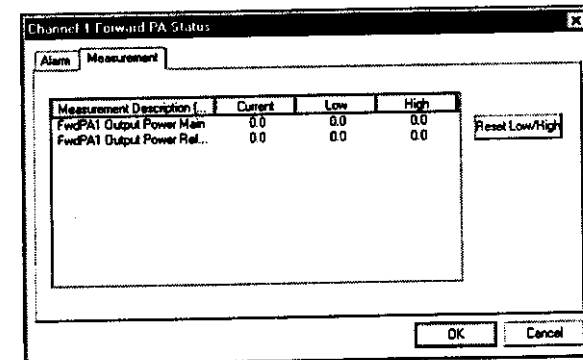 Channel 1 Forward PA Status
Alarm Measurement
Measurement Description (... Current Low High
FwdPA1 Output Power Main 0.0 0.0 0.0
FwdPA1 Output Power Rel... 0.0 0.0 0.0
Reset Low/High
OK Cancel